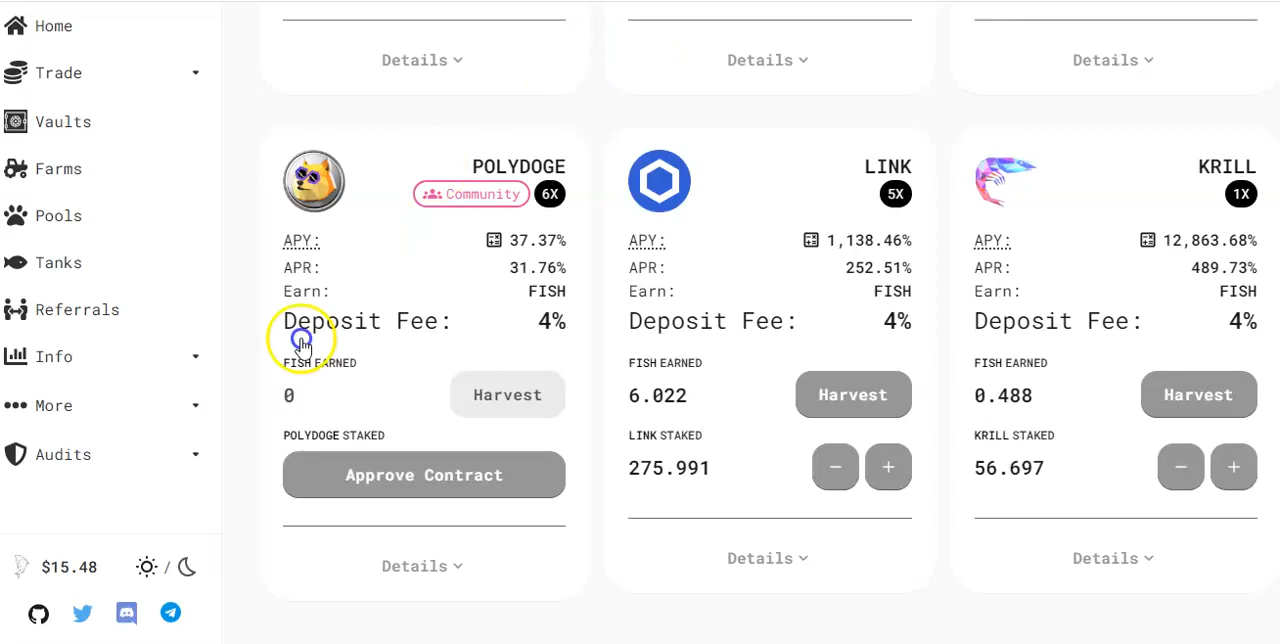 Home
Trade
Vaults
Farms
Pools
Tanks
Referrals
Info
More
Audits
$15.48
/
Details
Details
Details
POLYDOGE
Community
6X
APY:
37.37%
APR:
31.76%
Earn:
FISH
Deposit Fee:
4%
FISH EARNED
0
Harvest
POLYDOGE STAKED
Approve Contract
Details
LINK
5X
APY:
1,138.46%
APR:
252.51%
Earn:
FISH
Deposit Fee:
4%
FISH EARNED
6.022
Harvest
LINK STAKED
275.991
−
+
Details
KRILL
1X
APY:
12,863.68%
APR:
489.73%
Earn:
FISH
Deposit Fee:
4%
FISH EARNED
0.488
Harvest
KRILL STAKED
56.697
−
+
Details